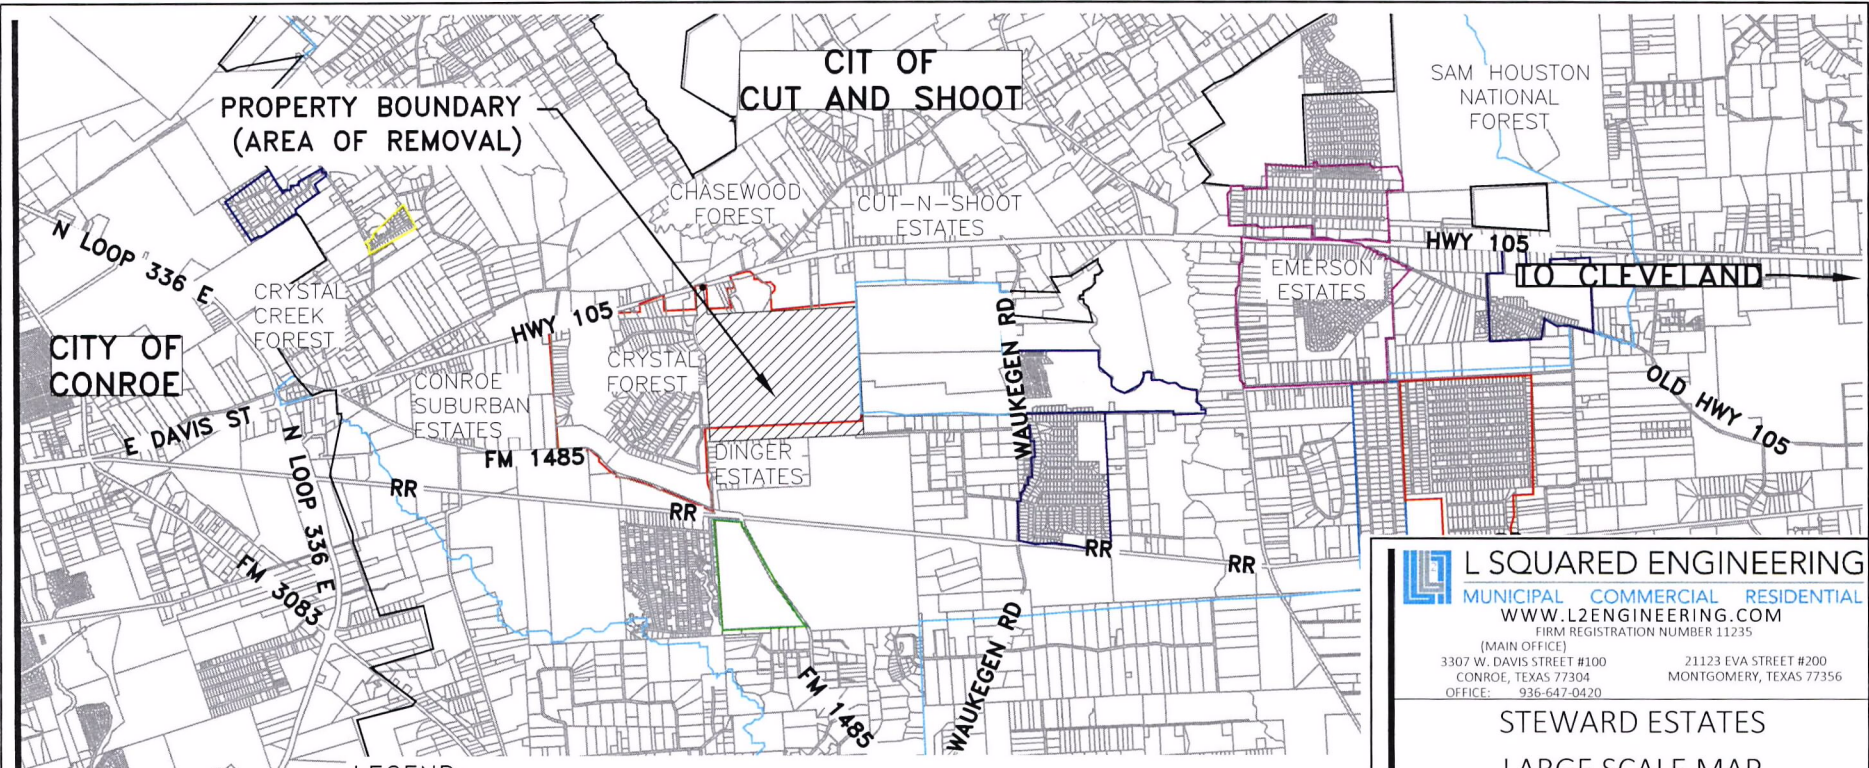 CIT OF
CUT AND SHOOT
PROPERTY BOUNDARY
(AREA OF REMOVAL)
SAM HOUSTON
NATIONAL
FOREST
CHASEWOOD
FOREST
CUT-N-SHOOT
ESTATES
N LOOP 336 E
HWY 105
TO CLEVELAND
EMERSON
ESTATES
CRYSTAL
CREEK
FOREST
HWY 105
WAUKEGEN RD
CITY OF
CONROE
CRYSTAL
FOREST
CONROE
SUBURBAN
ESTATES
OLD HWY 105
E DAVIS ST
N LOOP 336 E
FM 1485
DINGER
ESTATES
RR
RR
RR
RR
FM 3083
WAUKEGEN RD
FM 1485
L SQUARED ENGINEERING
MUNICIPAL COMMERCIAL RESIDENTIAL
WWW.L2ENGINEERING.COM
FIRM REGISTRATION NUMBER 11235
(MAIN OFFICE)
3307 W. DAVIS STREET #100
CONROE, TEXAS 77304
OFFICE: 936-647-0420
21123 EVA STREET #200
MONTGOMERY, TEXAS 77356
STEWARD ESTATES
LARGE SCALE MAP
LEGEND